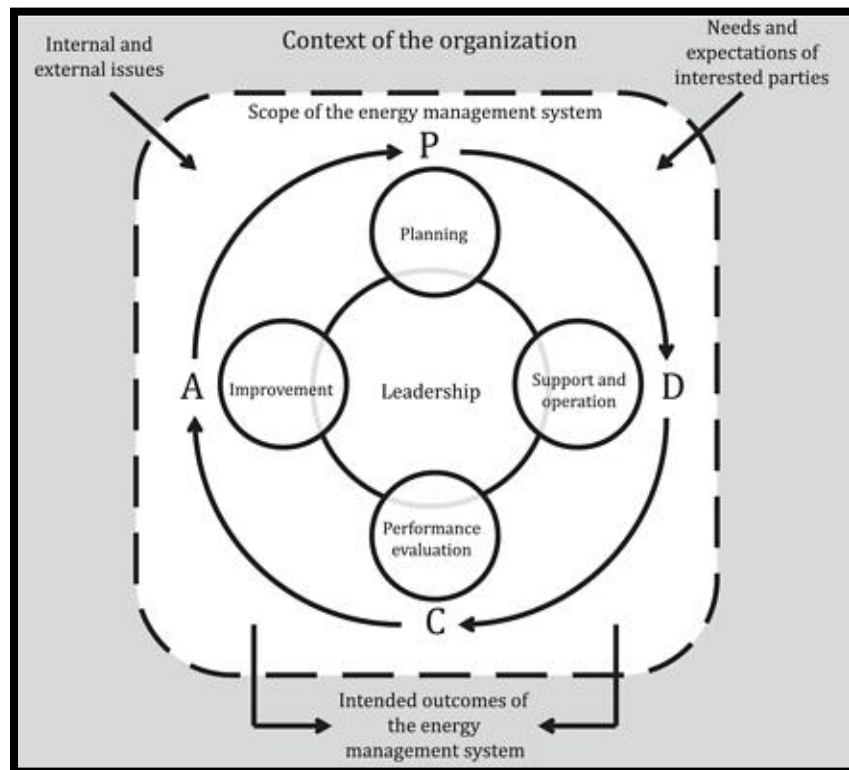 Internal and
external issues
Context of the organization
Needs and
expectations of
interested parties
Scope of the energy management system
P
Planning
A
Improvement
Leadership
Support and
operation
D
Performance
evaluation
C
Intended outcomes of
the energy
management system